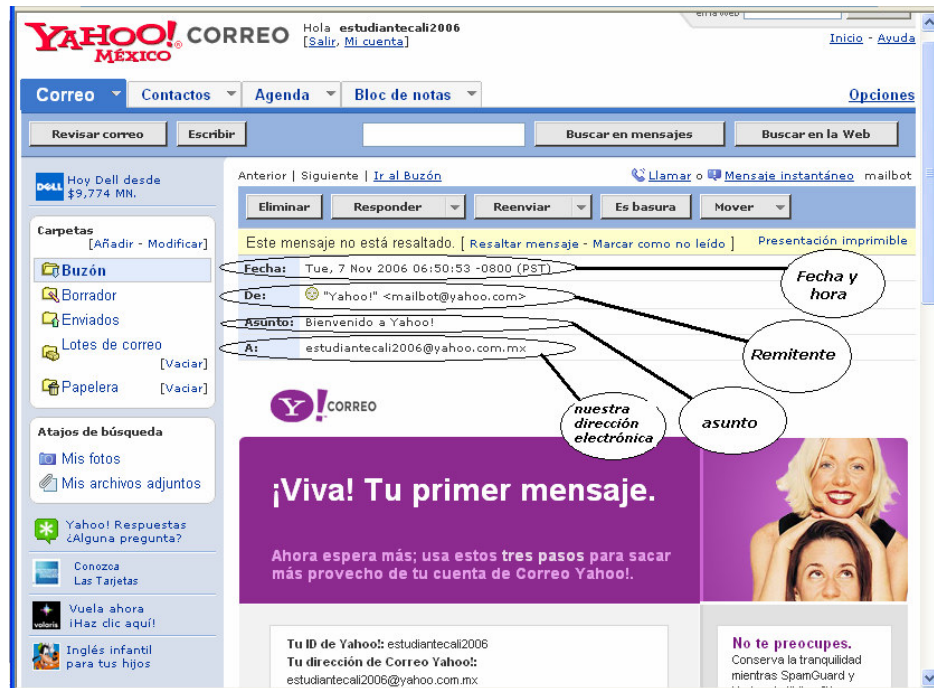 en la Web
YAHOO! CORREO
MÉXICO
Hola estudiantecali2006
[Salir, Mi cuenta]
Inicio - Ayuda
Correo Contactos Agenda Bloc de notas
Opciones
Revisar correo Escribir Buscar en mensajes Buscar en la Web
DELL
Hoy Dell desde
$9,774 MN.
Carpetas
[Añadir - Modificar]
Buzón
Borrador
Enviados
Lotes de correo
[Vaciar]
Papelera [Vaciar]
Atajos de búsqueda
Mis fotos
Mis archivos adjuntos
Yahoo! Respuestas
¿Alguna pregunta?
Conozca
Las Tarjetas
volaris
Vuela ahora
¡Haz clic aquí!
Inglés infantil
para tus hijos
Anterior | Siguiente | Ir al Buzón
Llamar o Mensaje instantáneo mailbot
Eliminar Responder Reenviar Es basura Mover
Este mensaje no está resaltado. [ Resaltar mensaje - Marcar como no leído ] Presentación imprimible
Fecha: Tue, 7 Nov 2006 06:50:53 -0800 (PST)
De: "Yahoo!" <mailbot@yahoo.com>
Asunto: Bienvenido a Yahoo!
A: estudiantecali2006@yahoo.com.mx
Fecha y
hora
Remitente
asunto
nuestra
dirección
electrónica
Y! CORREO
¡Viva! Tu primer mensaje.
Ahora espera más; usa estos tres pasos para sacar
más provecho de tu cuenta de Correo Yahoo!.
Tu ID de Yahoo!: estudiantecali2006
Tu dirección de Correo Yahoo!:
estudiantecali2006@yahoo.com.mx
No te preocupes.
Conserva la tranquilidad
mientras SpamGuard y